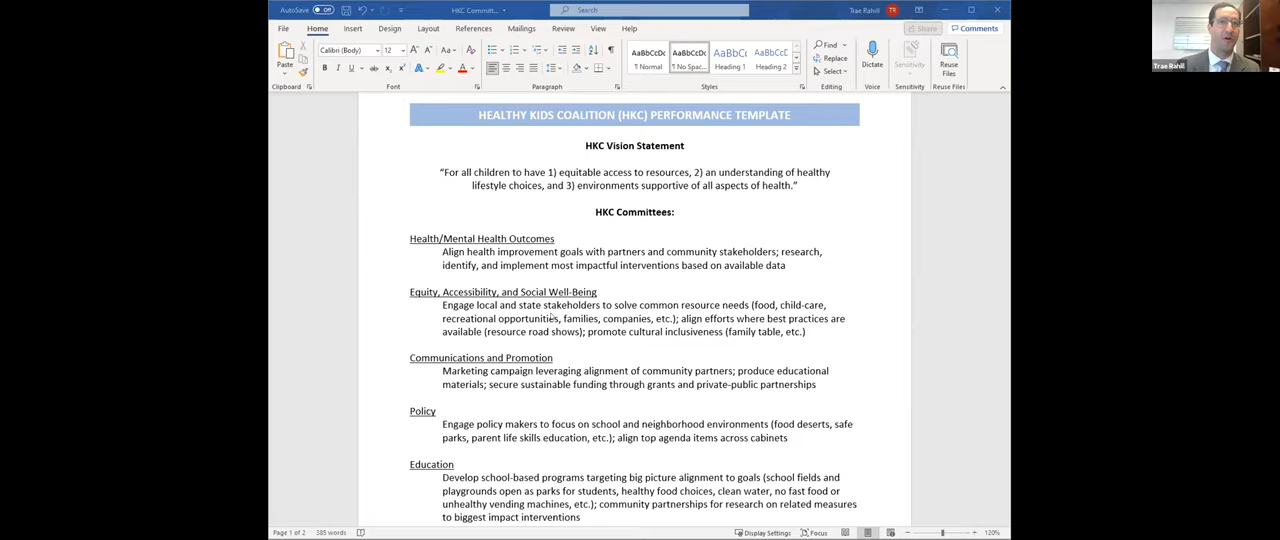 AutoSave Off
HKC Committ...
Search
Trae Rahill
TR
File Home Insert Design Layout References Mailings Review View Help
Share Comments
Paste
Calibri (Body) 12
B I U
¶ Normal
¶ No Spac...
Heading 1
Heading 2
Find
Replace
Select
Dictate
Sensitivity
Reuse Files
Clipboard Font Paragraph Styles Editing Voice Sensitivity Reuse Files
Trae Rahill
HEALTHY KIDS COALITION (HKC) PERFORMANCE TEMPLATE
HKC Vision Statement
“For all children to have 1) equitable access to resources, 2) an understanding of healthy
lifestyle choices, and 3) environments supportive of all aspects of health.”
HKC Committees:
Health/Mental Health Outcomes
Align health improvement goals with partners and community stakeholders; research,
identify, and implement most impactful interventions based on available data
Equity, Accessibility, and Social Well-Being
Engage local and state stakeholders to solve common resource needs (food, child-care,
recreational opportunities, families, companies, etc.); align efforts where best practices are
available (resource road shows); promote cultural inclusiveness (family table, etc.)
Communications and Promotion
Marketing campaign leveraging alignment of community partners; produce educational
materials; secure sustainable funding through grants and private-public partnerships
Policy
Engage policy makers to focus on school and neighborhood environments (food deserts, safe
parks, parent life skills education, etc.); align top agenda items across cabinets
Education
Develop school-based programs targeting big picture alignment to goals (school fields and
playgrounds open as parks for students, healthy food choices, clean water, no fast food or
unhealthy vending machines, etc.); community partnerships for research on related measures
to biggest impact interventions
Page 1 of 2 385 words
Display Settings Focus 120%